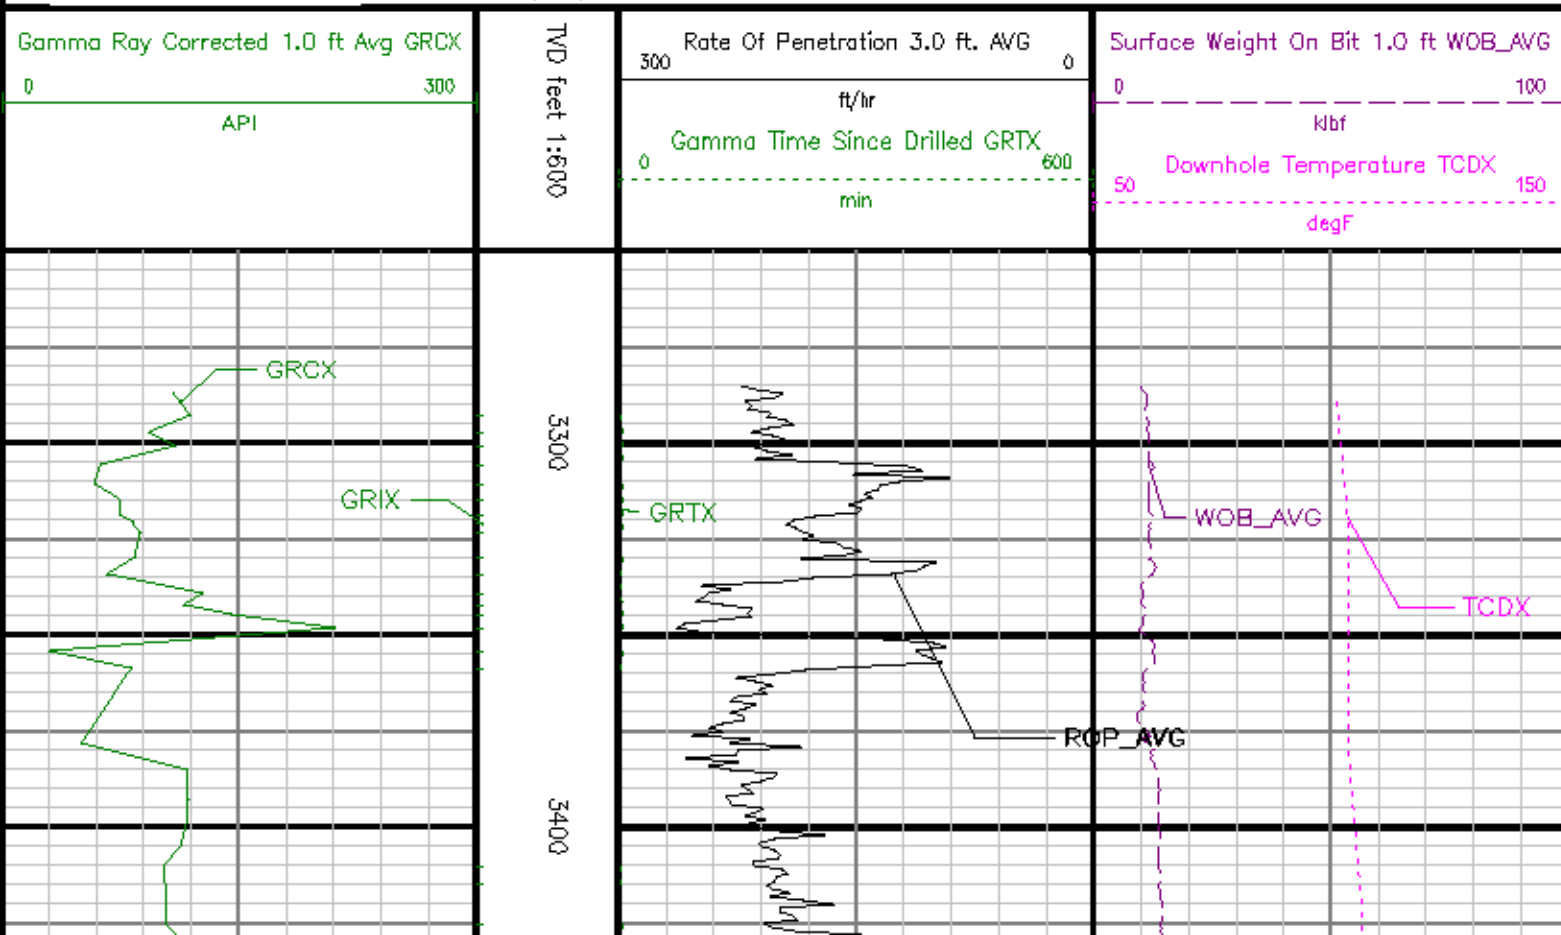 Gamma Ray Corrected 1.0 ft Avg GRCX
0 300
API
TVD feet 1:600
Rate Of Penetration 3.0 ft. AVG
300 0
ft/hr
Gamma Time Since Drilled GRTX
0 600
min
Surface Weight On Bit 1.0 ft WOB_AVG
0 100
klbf
Downhole Temperature TCDX
50 150
degF
GRCX
3300
GRIX
GRTX
WOB_AVG
TCDX
ROP_AVG
3400